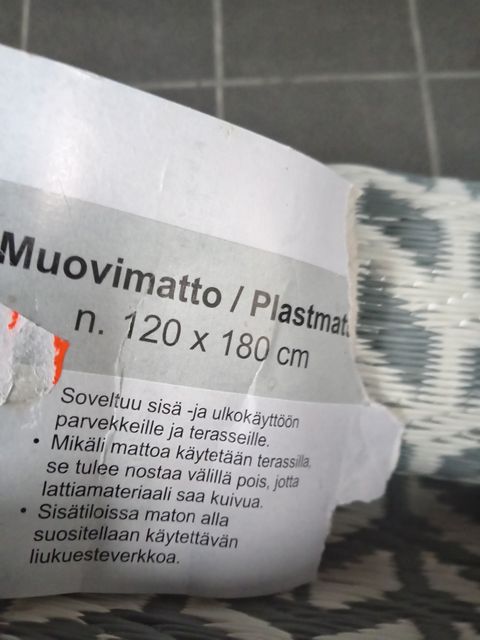 Muovimatto / Plastmat
n. 120 x 180 cm
Soveltuu sisä -ja ulkokäyttöön
parvekkeille ja terasseille.
• Mikäli mattoa käytetään terassilla,
se tulee nostaa välillä pois, jotta
lattiamateriaali saa kuivua.
• Sisätiloissa maton alla
suositellaan käytettävän
liukuesteverkkoa.